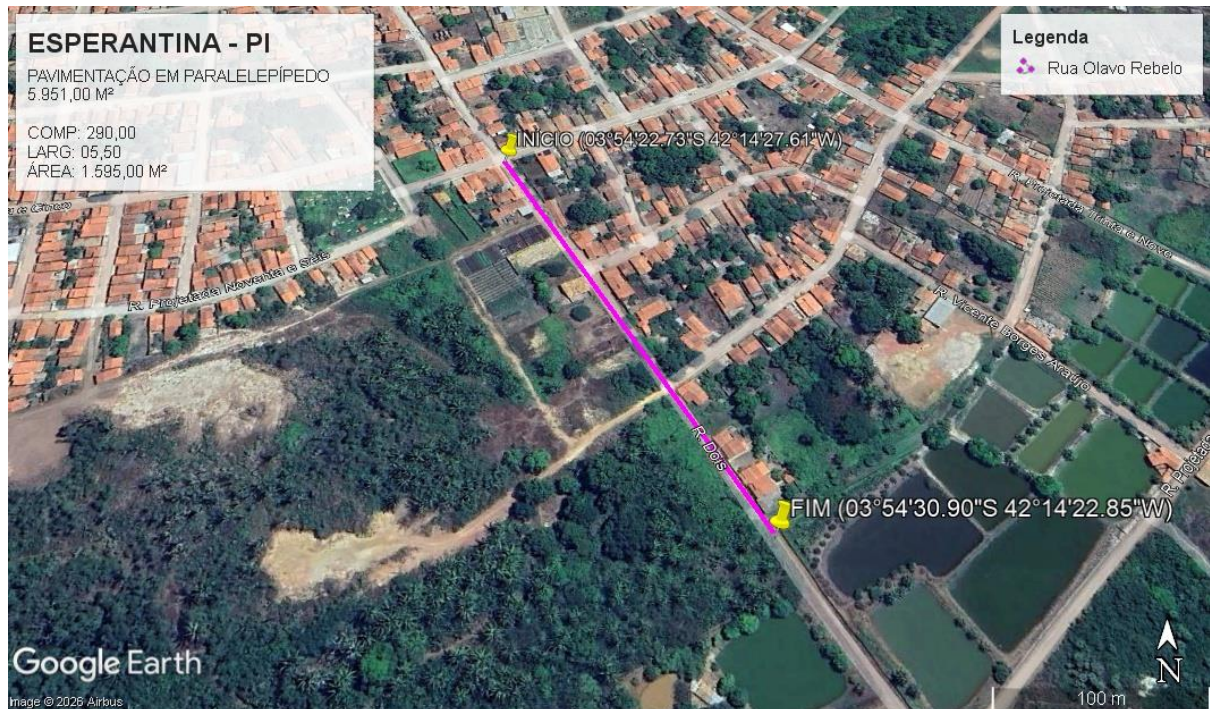 ESPERANTINA - PI
PAVIMENTAÇÃO EM PARALELEPÍPEDO
5.951,00 M²
COMP: 290,00
LARG: 05,50
ÁREA: 1.595,00 M²
Legenda
Rua Olavo Rebelo
INÍCIO (03°54'22.73"S 42°14'27.61"W)
R. Projetada Trinta e Nove
e Cinco
R. Projetada Noventa e Seis
R. Vicente Borges Araújo
R. Dois
R. Projetada
FIM (03°54'30.90"S 42°14'22.85"W)
Google Earth
Image © 2026 Airbus
N
100 m